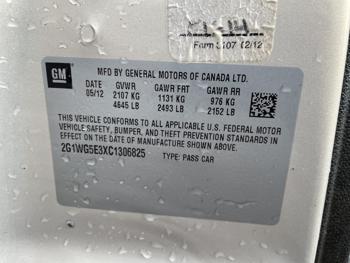 Form 5107 02/12
GM
MFD BY GENERAL MOTORS OF CANADA LTD.
DATE GVWR GAWR FRT GAWR RR
05/12 2107 KG 1131 KG 976 KG
4645 LB 2493 LB 2152 LB
THIS VEHICLE CONFORMS TO ALL APPLICABLE U.S. FEDERAL MOTOR
VEHICLE SAFETY, BUMPER, AND THEFT PREVENTION STANDARDS
IN EFFECT ON THE DATE OF MANUFACTURE SHOWN ABOVE.
2G1WG5E3XC1306825 TYPE: PASS CAR